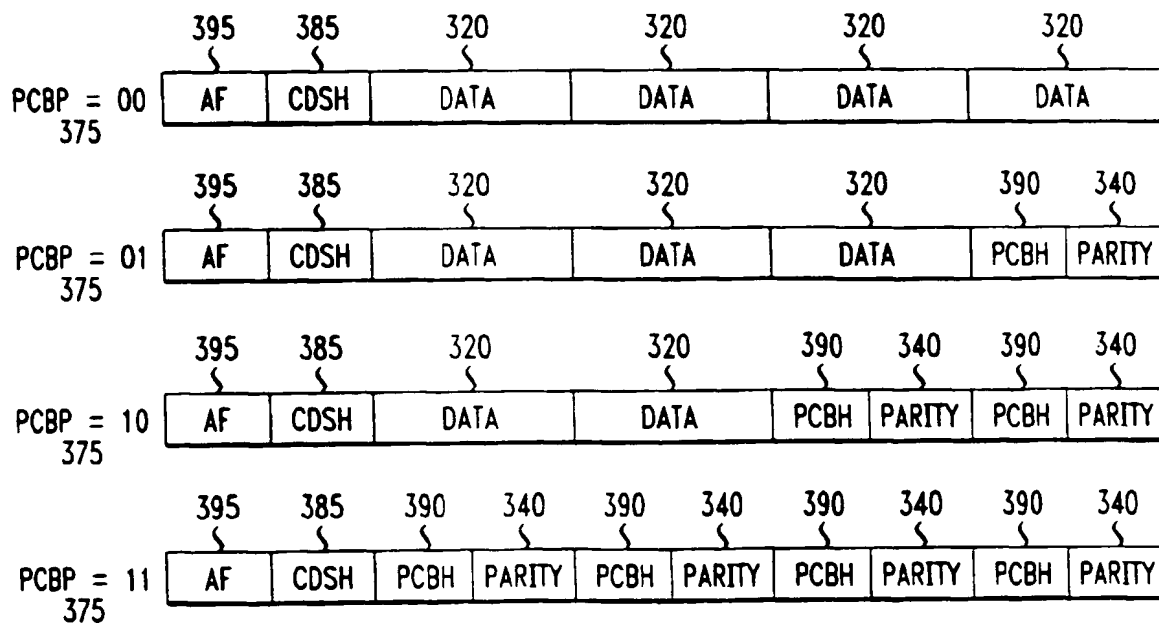 395 385 320 320 320 320
PCBP = 00 AF CDSH DATA DATA DATA DATA
375
395 385 320 320 320 390 340
PCBP = 01 AF CDSH DATA DATA DATA PCBH PARITY
375
395 385 320 320 390 340 390 340
PCBP = 10 AF CDSH DATA DATA PCBH PARITY PCBH PARITY
375
395 385 390 340 390 340 390 340 390 340
PCBP = 11 AF CDSH PCBH PARITY PCBH PARITY PCBH PARITY PCBH PARITY
375